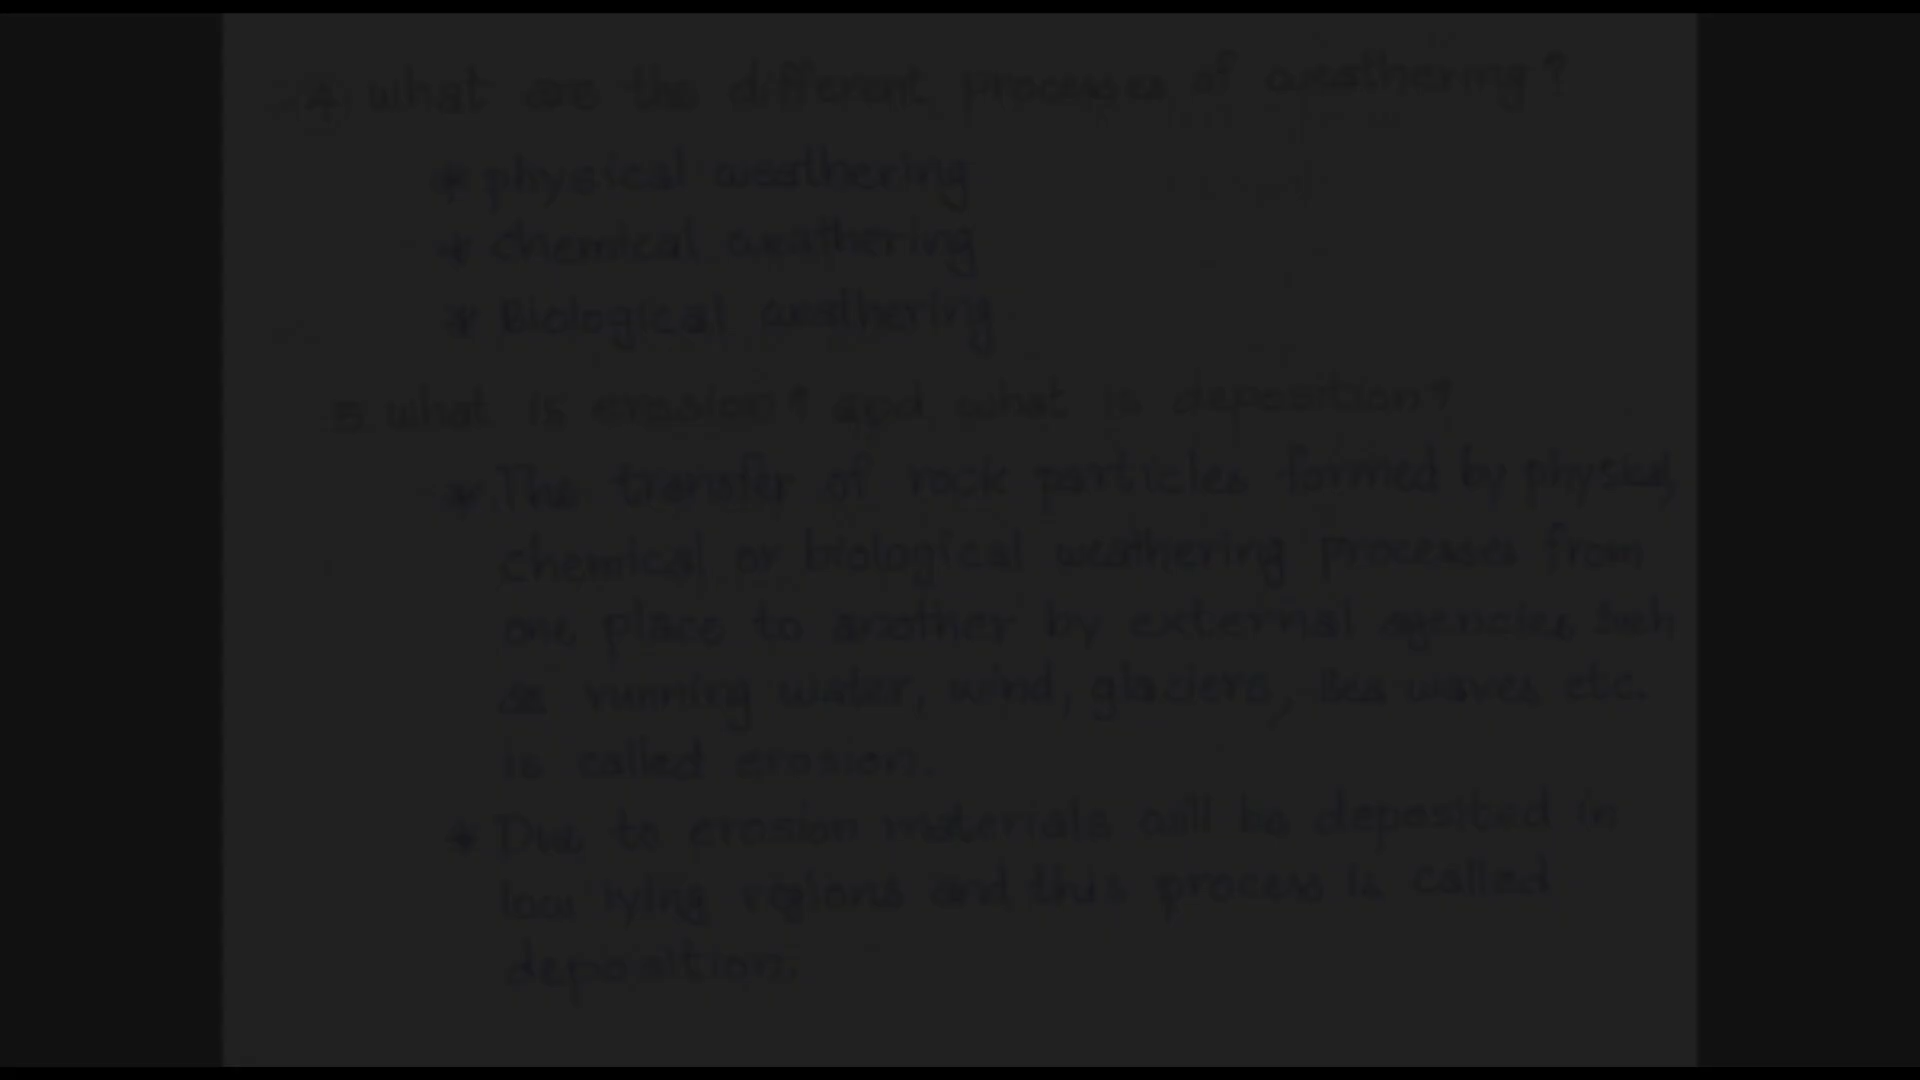 4) what are the different processes of weathering?
* physical weathering
* chemical weathering
* Biological weathering
5. what is erosion? and what is deposition?
* The transfer of rock particles formed by physical,
chemical or biological weathering processes from
one place to another by external agencies such
as running water, wind, glaciers, sea waves etc.
is called erosion.
* Due to erosion materials will be deposited in
low lying regions and this process is called
deposition.